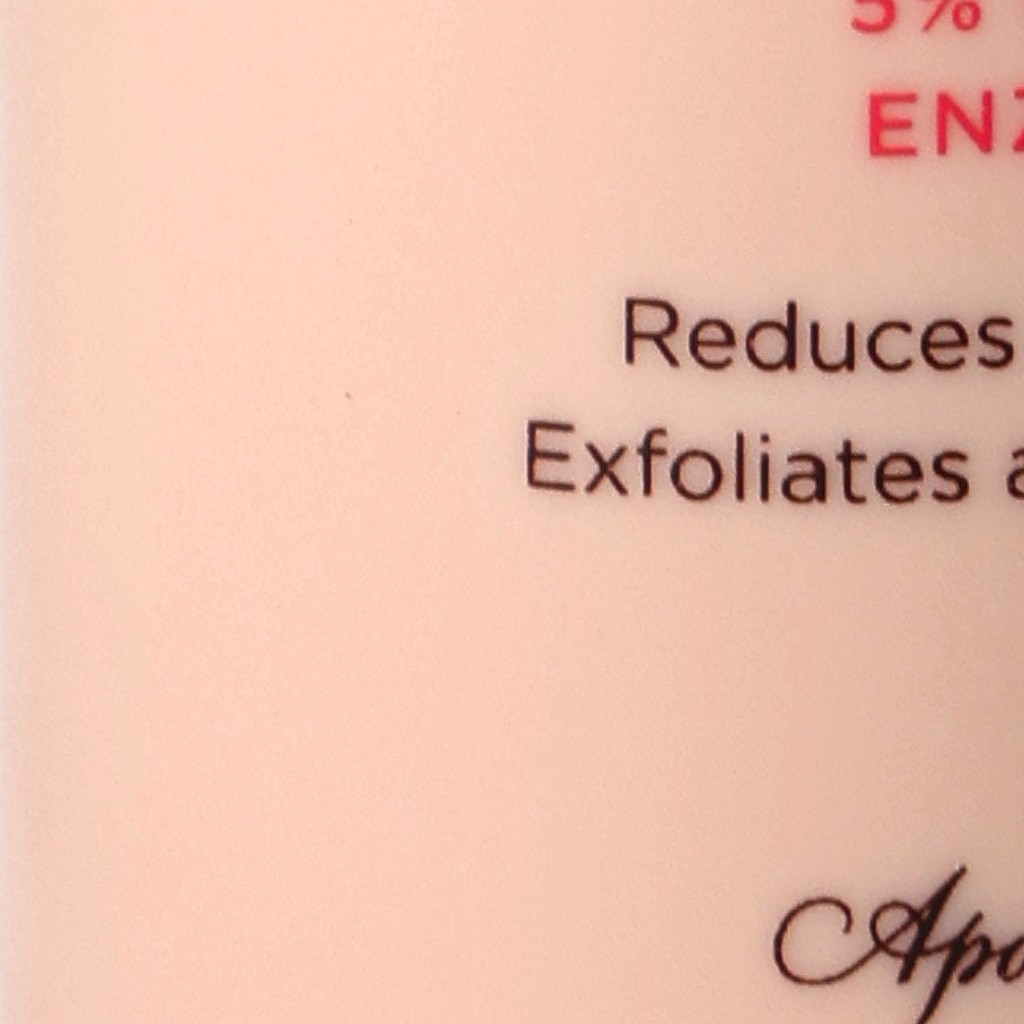 5%
ENZ
Reduces
Exfoliates a
Apo